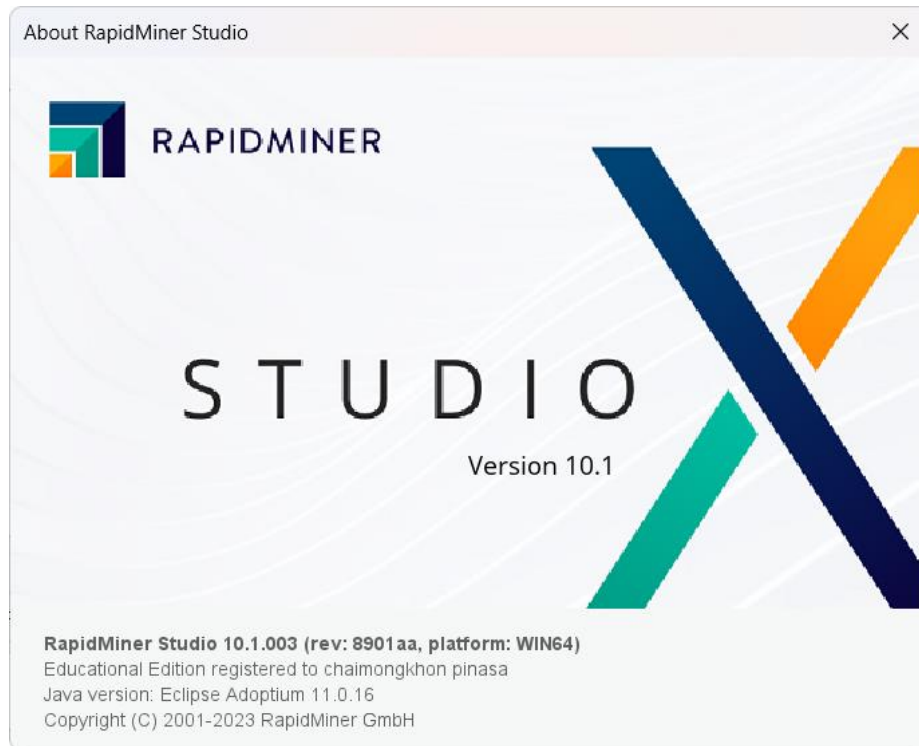 About RapidMiner Studio
RAPIDMINER
STUDIO
Version 10.1
RapidMiner Studio 10.1.003 (rev: 8901aa, platform: WIN64)
Educational Edition registered to chaimongkhon pinasa
Java version: Eclipse Adoptium 11.0.16
Copyright (C) 2001-2023 RapidMiner GmbH